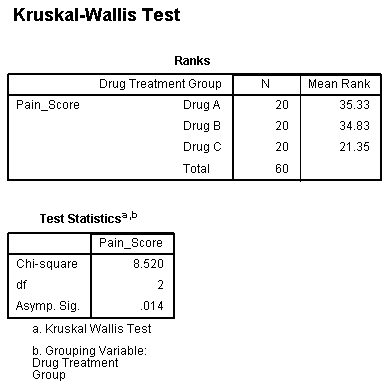 Kruskal-Wallis Test
Ranks
Drug Treatment Group N Mean Rank
Pain_Score Drug A 20 35.33
Drug B 20 34.83
Drug C 20 21.35
Total 60
Test Statisticsa,b
Pain_Score
Chi-square 8.520
df 2
Asymp. Sig. .014
a. Kruskal Wallis Test
b. Grouping Variable:
Drug Treatment
Group